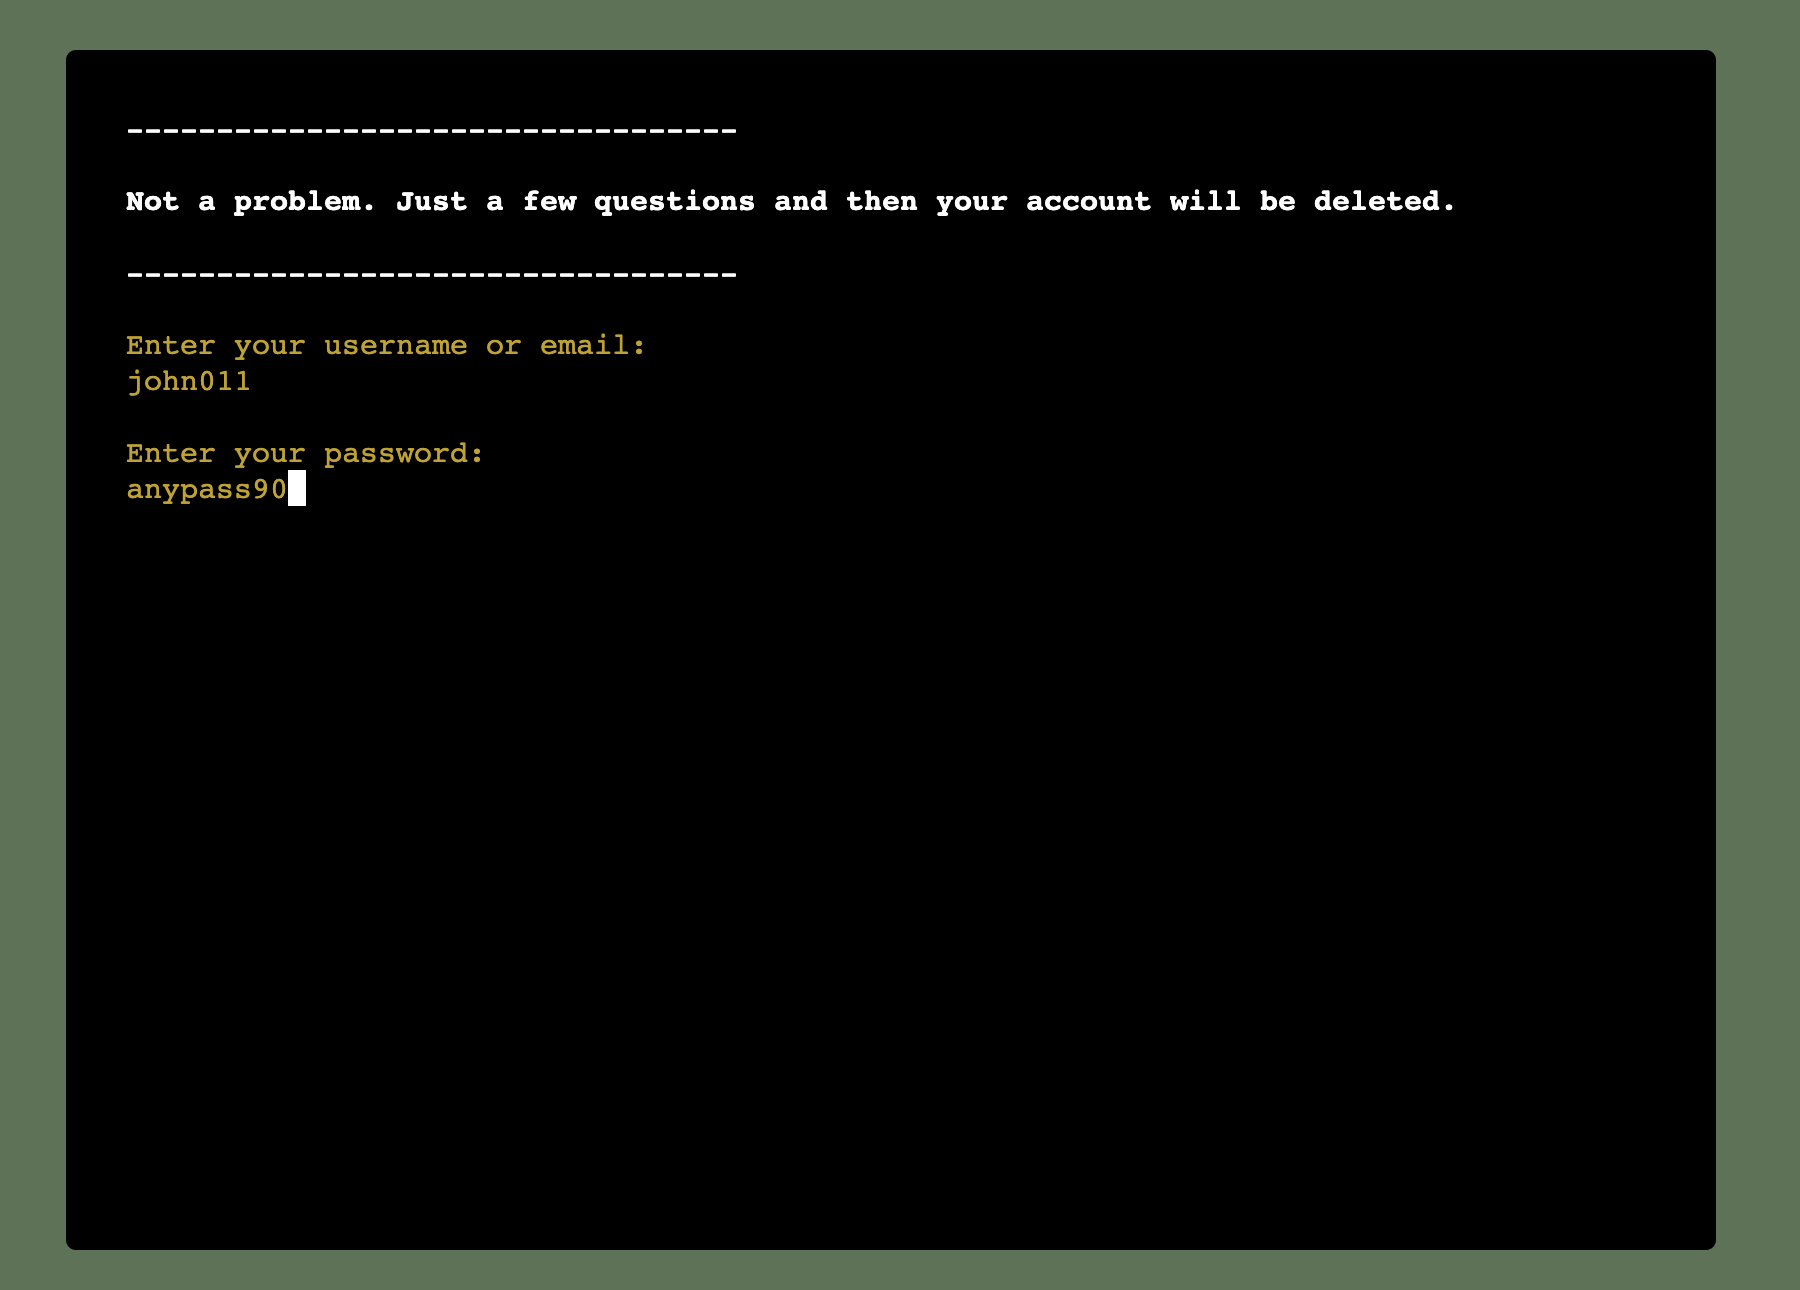 ----------------------------------
Not a problem. Just a few questions and then your account will be deleted.
----------------------------------
Enter your username or email:
john011
Enter your password:
anypass90